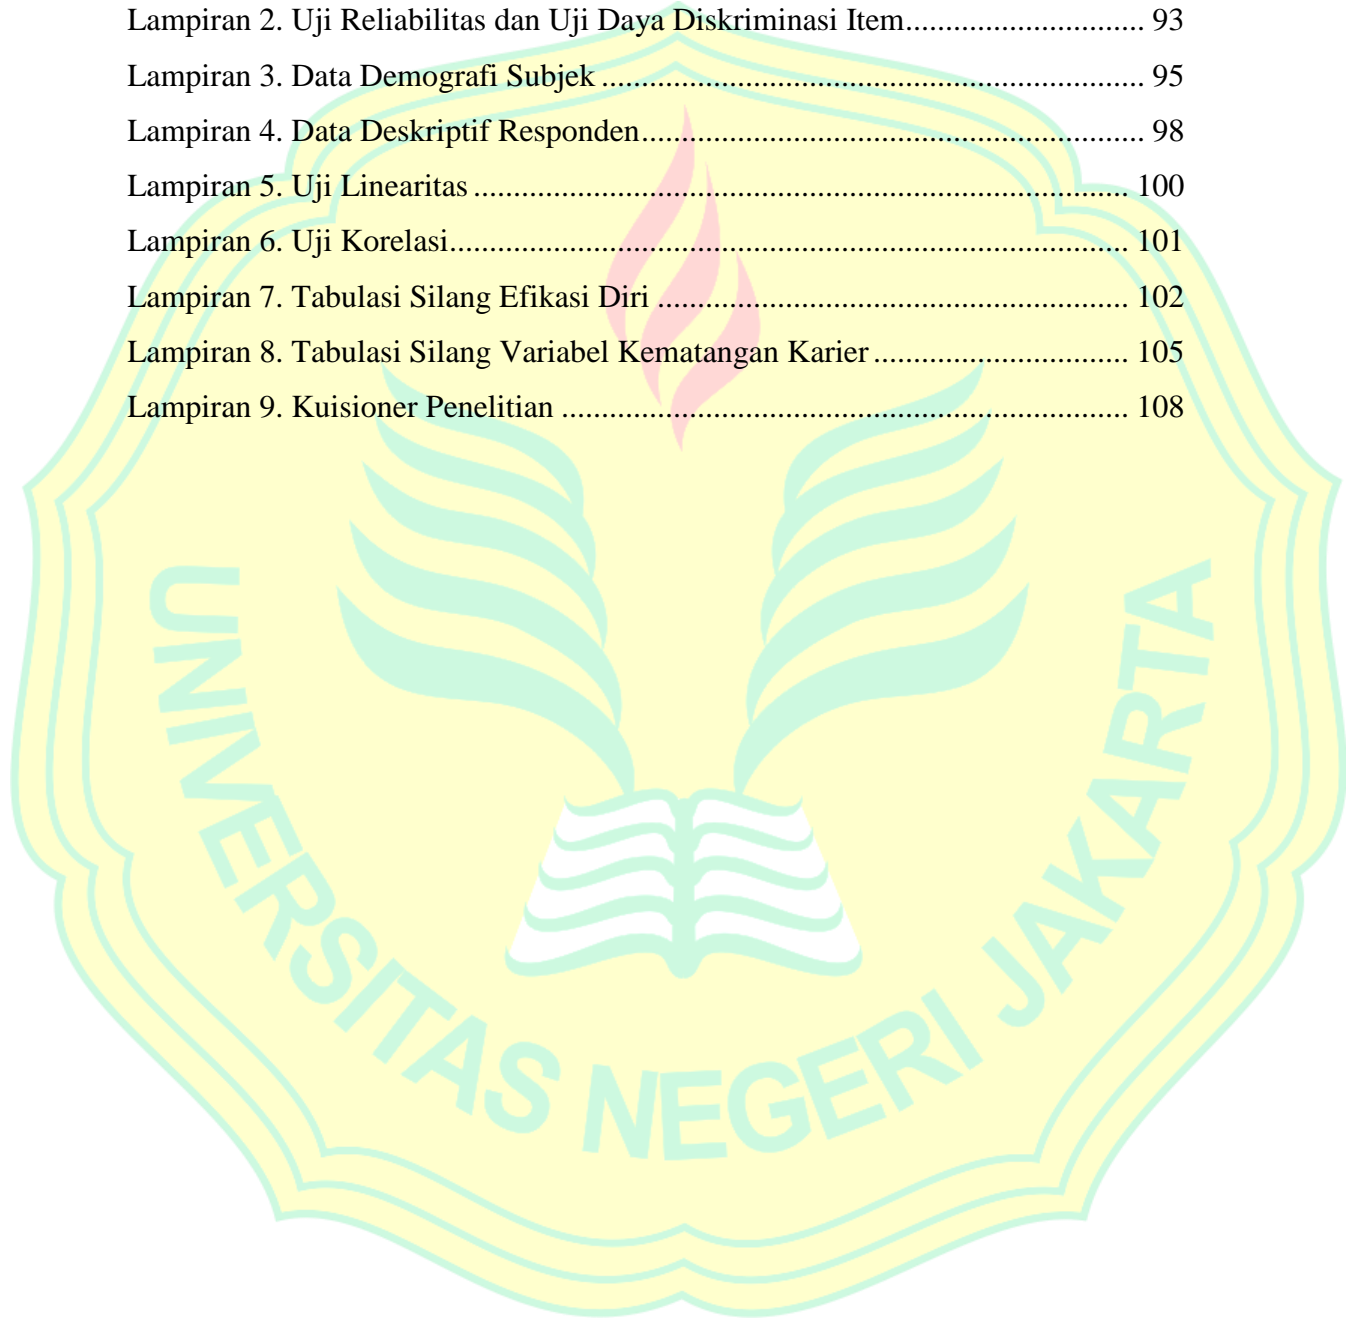 Lampiran 2. Uji Reliabilitas dan Uji Daya Diskriminasi Item.............................. 93
Lampiran 3. Data Demografi Subjek .................................................................... 95
Lampiran 4. Data Deskriptif Responden............................................................... 98
Lampiran 5. Uji Linearitas .................................................................................. 100
Lampiran 6. Uji Korelasi..................................................................................... 101
Lampiran 7. Tabulasi Silang Efikasi Diri ........................................................... 102
Lampiran 8. Tabulasi Silang Variabel Kematangan Karier ................................ 105
Lampiran 9. Kuisioner Penelitian ....................................................................... 108
UNIVERSITAS NEGERI JAKARTA